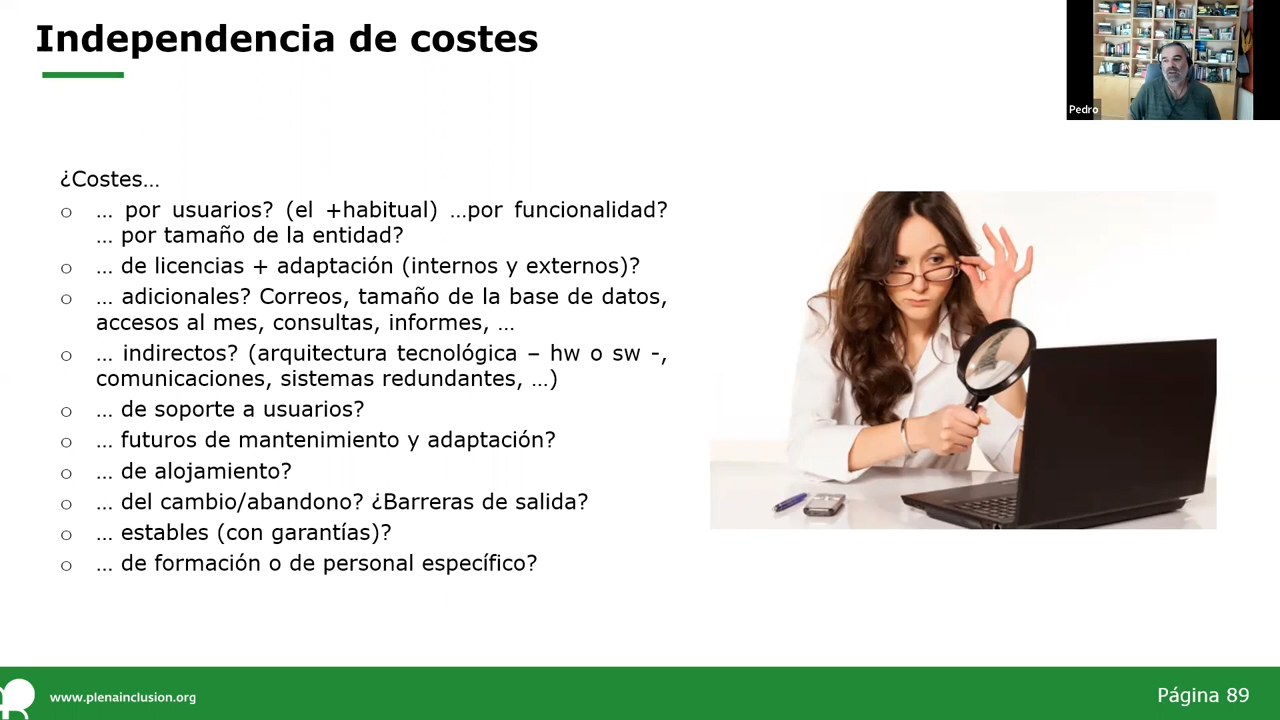 Independencia de costes
Pedro
¿Costes…
o … por usuarios? (el +habitual) …por funcionalidad?
… por tamaño de la entidad?
o … de licencias + adaptación (internos y externos)?
o … adicionales? Correos, tamaño de la base de datos,
accesos al mes, consultas, informes, …
o … indirectos? (arquitectura tecnológica – hw o sw -,
comunicaciones, sistemas redundantes, …)
o … de soporte a usuarios?
o … futuros de mantenimiento y adaptación?
o … de alojamiento?
o … del cambio/abandono? ¿Barreras de salida?
o … estables (con garantías)?
o … de formación o de personal específico?
www.plenainclusion.org
Página 89